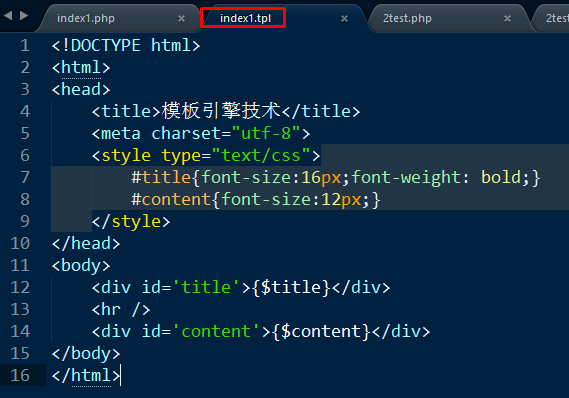 index1.php × index1.tpl × 2test.php × 2test
1 <!DOCTYPE html>
2 <html>
3 <head>
4 <title>模板引擎技术</title>
5 <meta charset="utf-8">
6 <style type="text/css">
7 #title{font-size:16px;font-weight: bold;}
8 #content{font-size:12px;}
9 </style>
10 </head>
11 <body>
12 <div id='title'>{$title}</div>
13 <hr />
14 <div id='content'>{$content}</div>
15 </body>
16 </html>